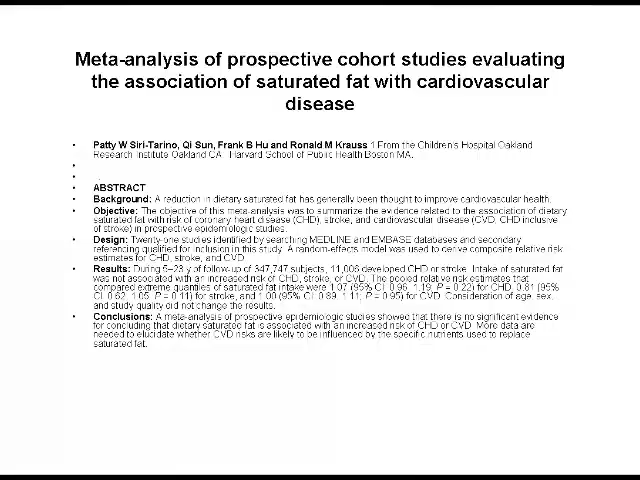 Meta-analysis of prospective cohort studies evaluating
the association of saturated fat with cardiovascular
disease
• Patty W Siri-Tarino, Qi Sun, Frank B Hu and Ronald M Krauss 1 From the Children's Hospital Oakland
Research Institute Oakland CA Harvard School of Public Health Boston MA.
•
• .
• ABSTRACT
• Background: A reduction in dietary saturated fat has generally been thought to improve cardiovascular health.
• Objective: The objective of this meta-analysis was to summarize the evidence related to the association of dietary
saturated fat with risk of coronary heart disease (CHD), stroke, and cardiovascular disease (CVD; CHD inclusive
of stroke) in prospective epidemiologic studies.
• Design: Twenty-one studies identified by searching MEDLINE and EMBASE databases and secondary
referencing qualified for inclusion in this study. A random-effects model was used to derive composite relative risk
estimates for CHD, stroke, and CVD.
• Results: During 5–23 y of follow-up of 347,747 subjects, 11,006 developed CHD or stroke. Intake of saturated fat
was not associated with an increased risk of CHD, stroke, or CVD. The pooled relative risk estimates that
compared extreme quantiles of saturated fat intake were 1.07 (95% CI: 0.96, 1.19; P = 0.22) for CHD, 0.81 (95%
CI: 0.62, 1.05; P = 0.11) for stroke, and 1.00 (95% CI: 0.89, 1.11; P = 0.95) for CVD. Consideration of age, sex,
and study quality did not change the results.
• Conclusions: A meta-analysis of prospective epidemiologic studies showed that there is no significant evidence
for concluding that dietary saturated fat is associated with an increased risk of CHD or CVD. More data are
needed to elucidate whether CVD risks are likely to be influenced by the specific nutrients used to replace
saturated fat.